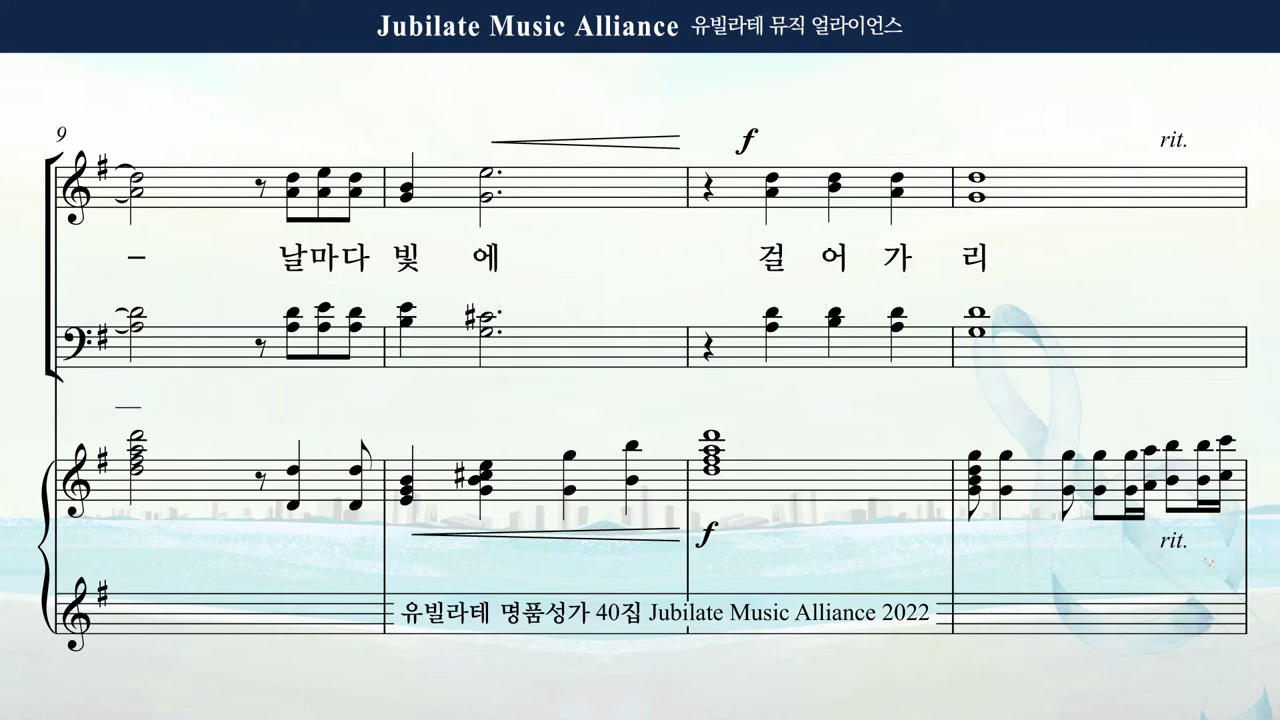 Jubilate Music Alliance 유빌라테 뮤직 얼라이언스
9
f
rit.
– 날마다 빛 에 걸 어 가 리
f
rit.
유빌라테 명품성가 40집 Jubilate Music Alliance 2022